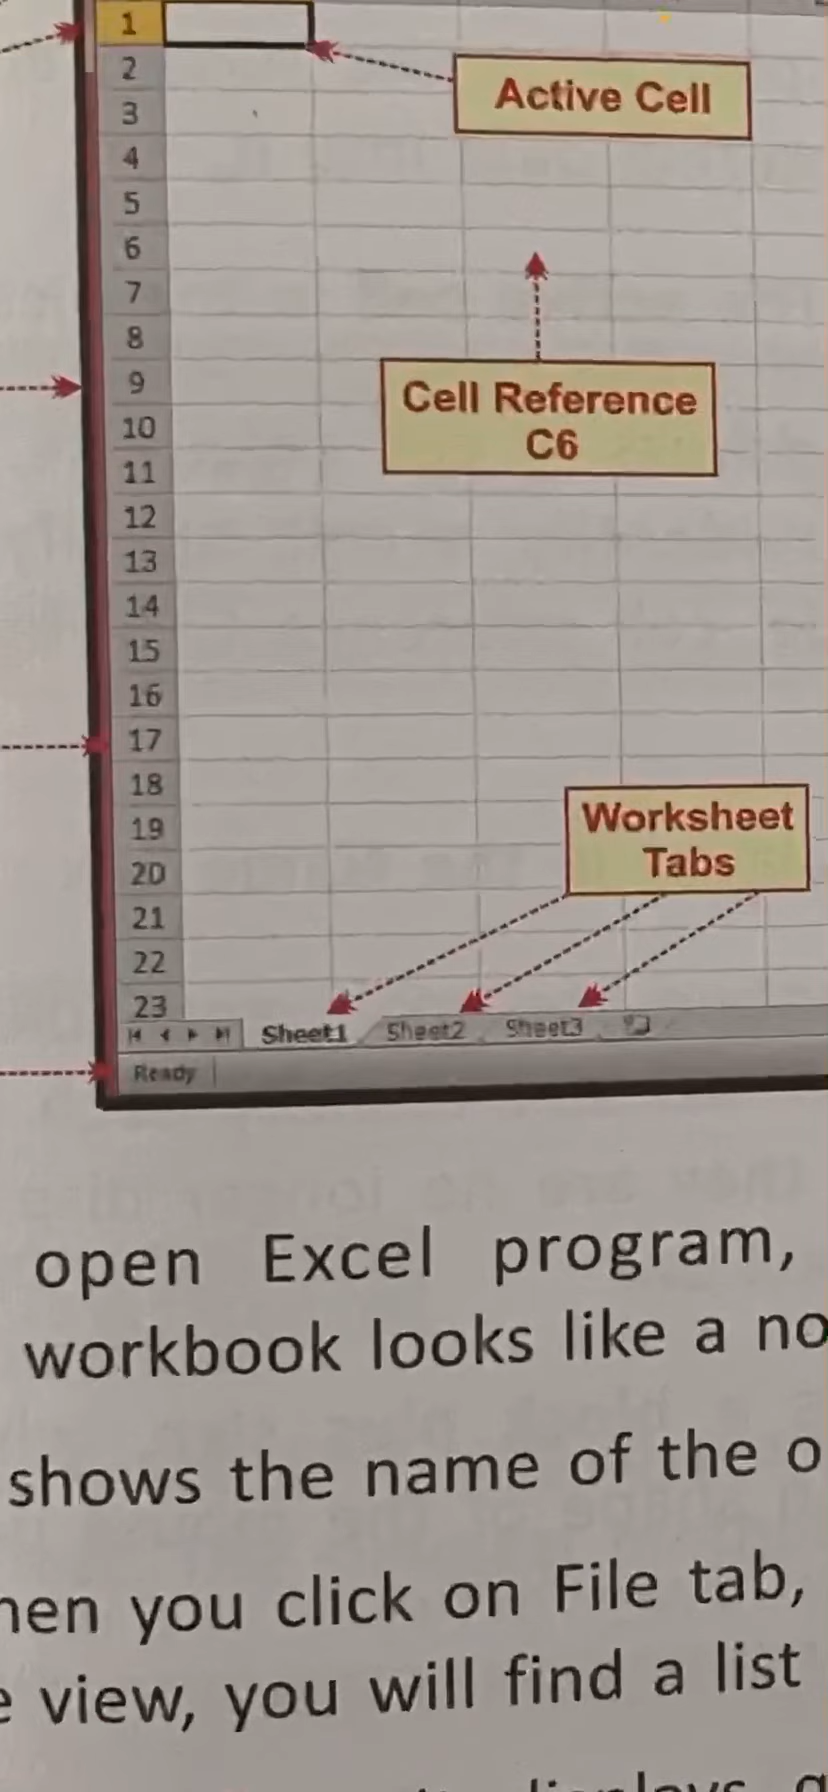 1
2
Active Cell
3
4
5
6
7
8
9
Cell Reference
C6
10
11
12
13
14
15
16
17
18
19
Worksheet
Tabs
20
21
22
23
Sheet1 Sheet2 Sheet3
Ready
open Excel program,
workbook looks like a no
shows the name of the o
hen you click on File tab,
e view, you will find a list
displays